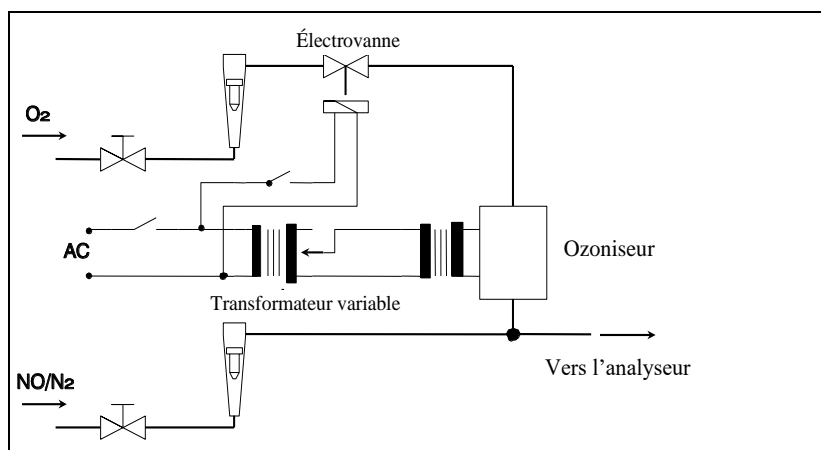 Électrovanne
O2
AC
Ozoniseur
Transformateur variable
Vers l'analyseur
NO/N2